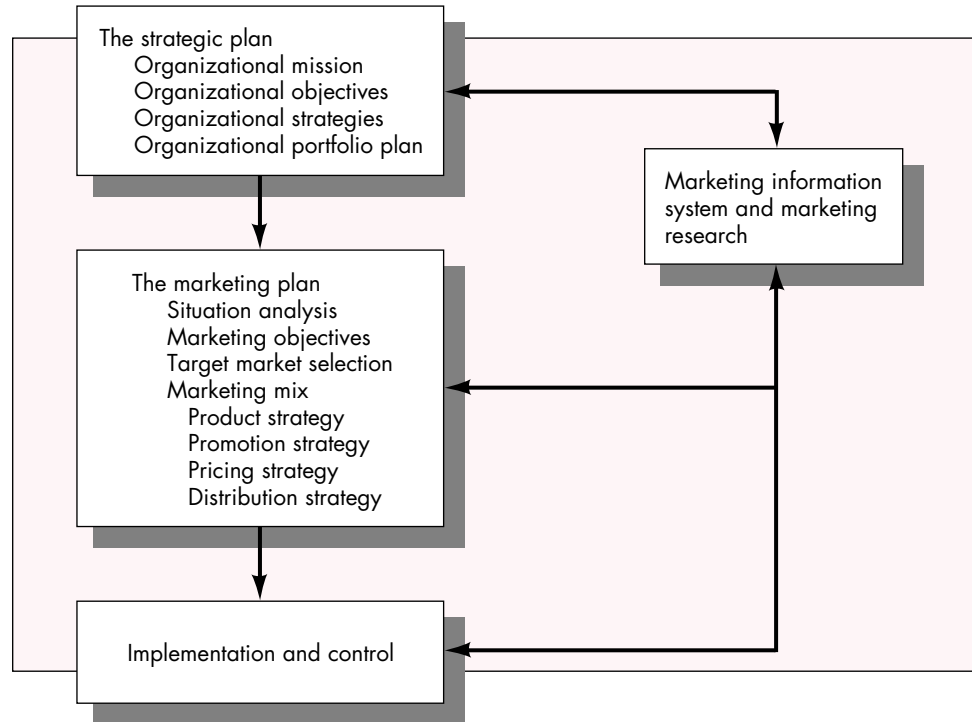 The strategic plan
Organizational mission
Organizational objectives
Organizational strategies
Organizational portfolio plan
Marketing information
system and marketing
research
The marketing plan
Situation analysis
Marketing objectives
Target market selection
Marketing mix
Product strategy
Promotion strategy
Pricing strategy
Distribution strategy
Implementation and control